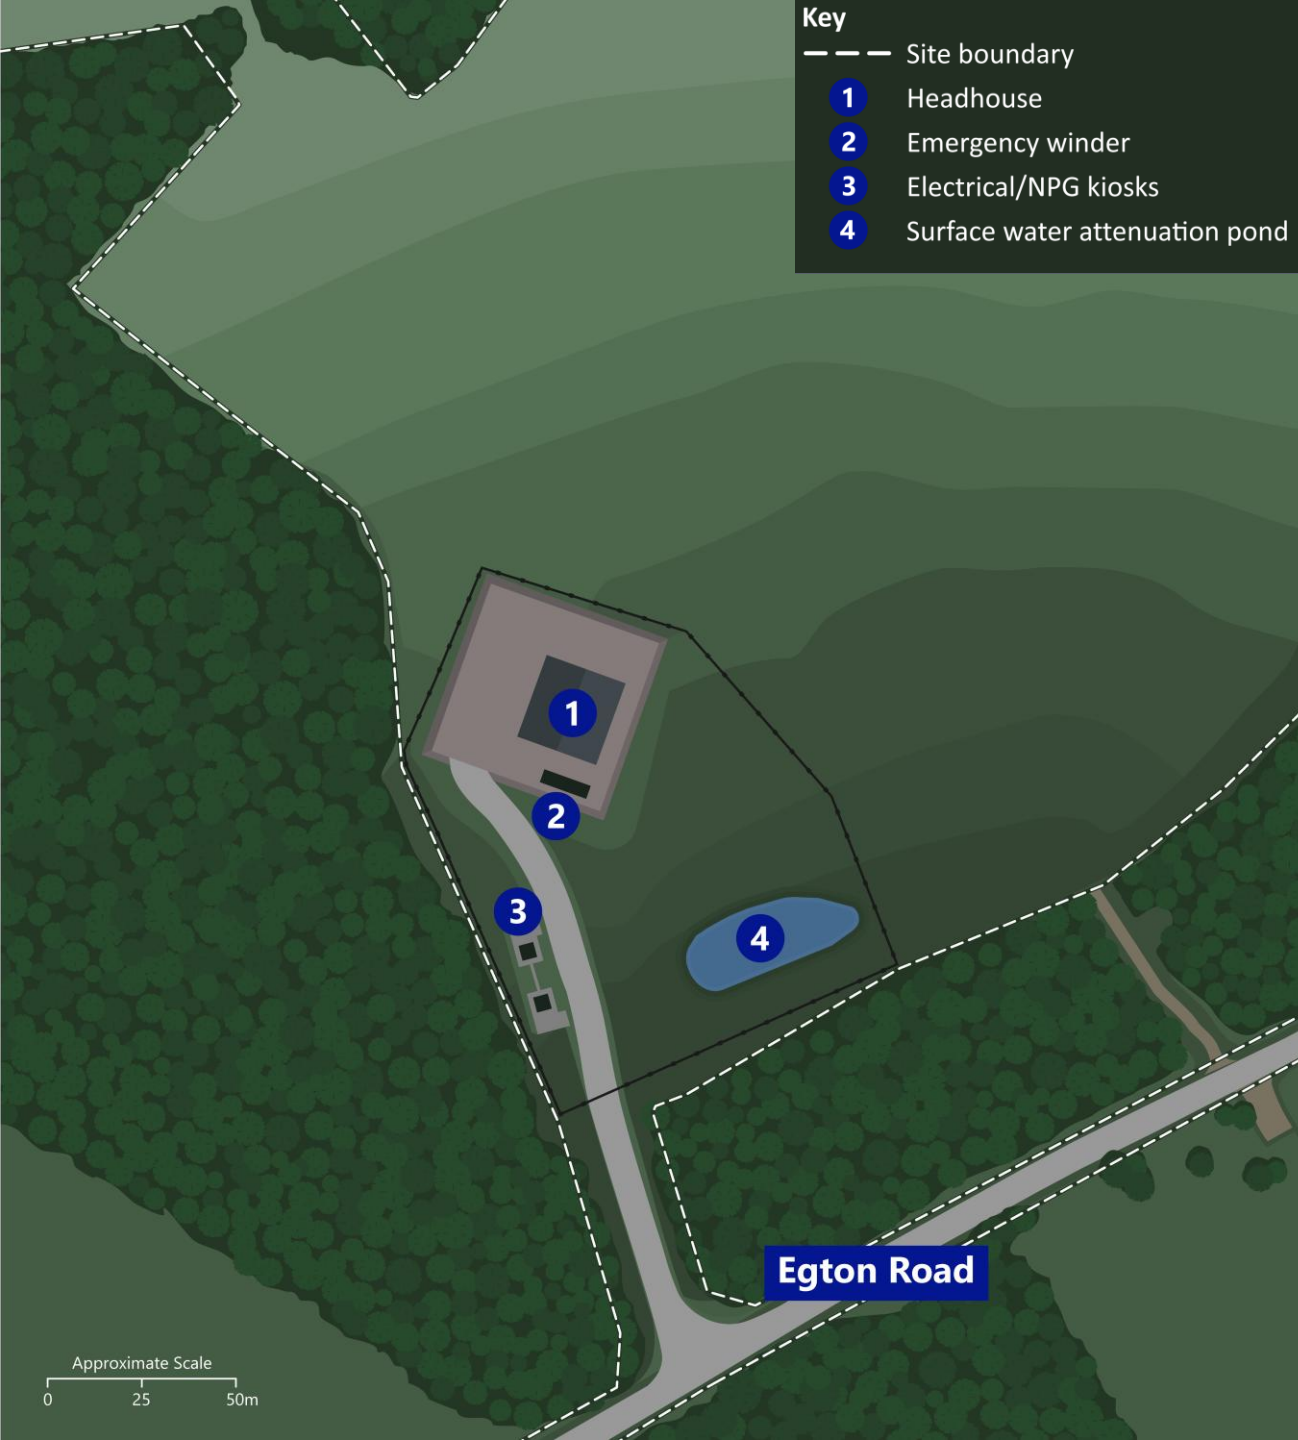 Key
Site boundary
1 Headhouse
2 Emergency winder
3 Electrical/NPG kiosks
4 Surface water attenuation pond
1
2
3
4
Egton Road
Approximate Scale
0 25 50m